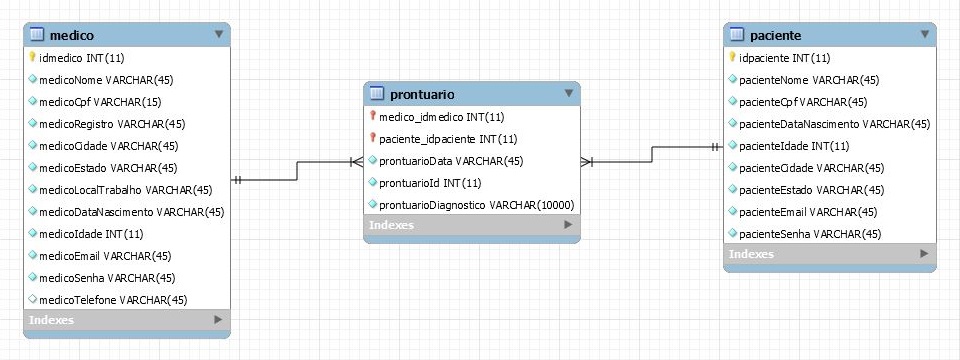 medico
idmedico INT(11)
medicoNome VARCHAR(45)
medicoCpf VARCHAR(15)
medicoRegistro VARCHAR(45)
medicoCidade VARCHAR(45)
medicoEstado VARCHAR(45)
medicoLocalTrabalho VARCHAR(45)
medicoDataNascimento VARCHAR(45)
medicoIdade INT(11)
medicoEmail VARCHAR(45)
medicoSenha VARCHAR(45)
medicoTelefone VARCHAR(45)
Indexes
prontuario
medico_idmedico INT(11)
paciente_idpaciente INT(11)
prontuarioData VARCHAR(45)
prontuarioId INT(11)
prontuarioDiagnostico VARCHAR(10000)
Indexes
paciente
idpaciente INT(11)
pacienteNome VARCHAR(45)
pacienteCpf VARCHAR(45)
pacienteDataNascimento VARCHAR(45)
pacienteIdade INT(11)
pacienteCidade VARCHAR(45)
pacienteEstado VARCHAR(45)
pacienteEmail VARCHAR(45)
pacienteSenha VARCHAR(45)
Indexes